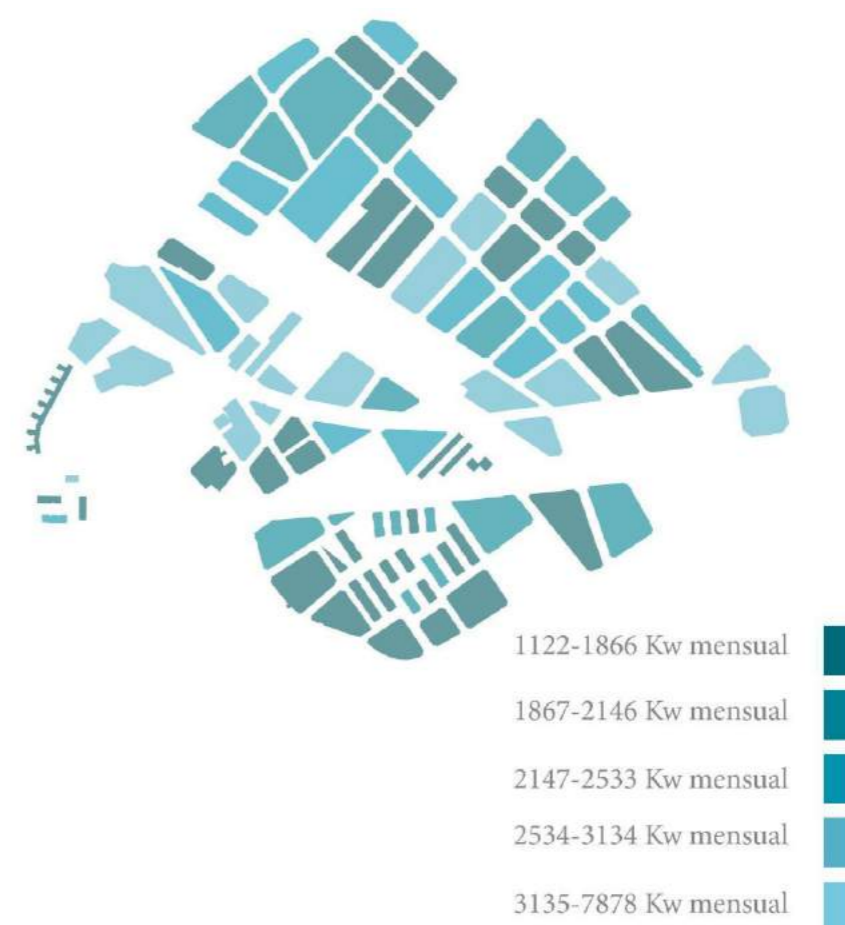 1122-1866 Kw mensual
1867-2146 Kw mensual
2147-2533 Kw mensual
2534-3134 Kw mensual
3135-7878 Kw mensual